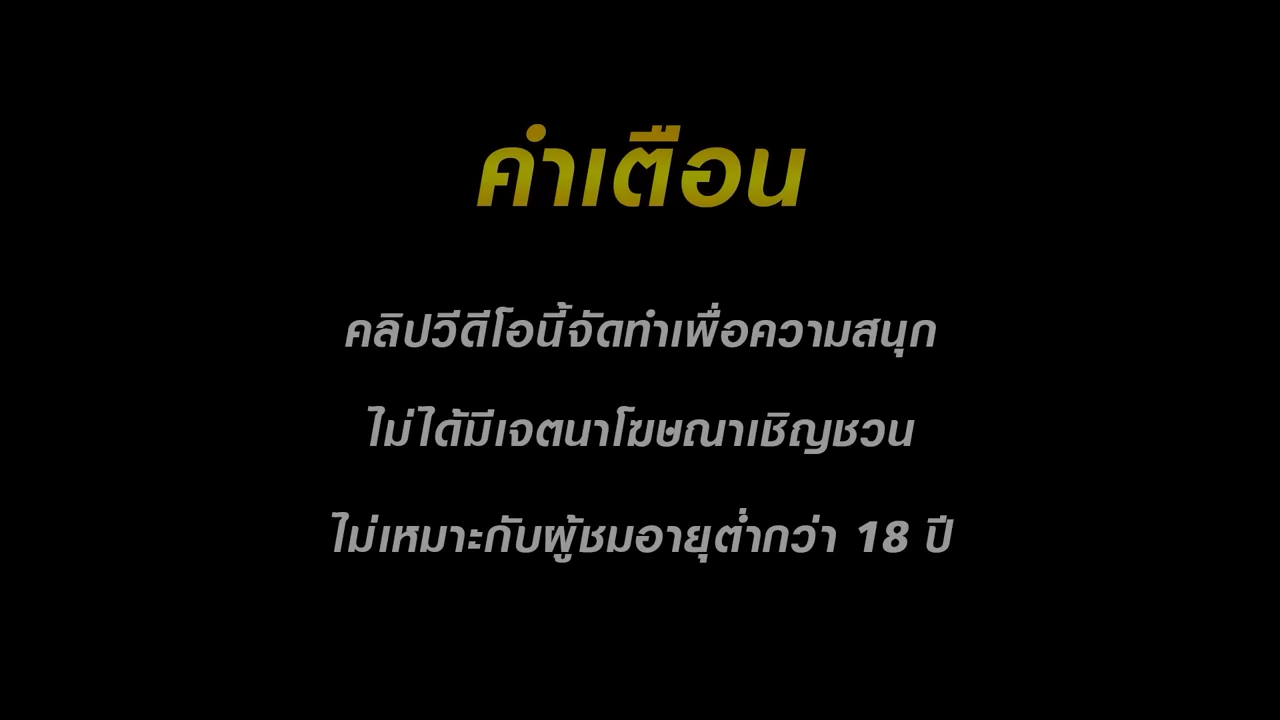 คำเตือน
คลิปวีดีโอนี้จัดทำเพื่อความสนุก
ไม่ได้มีเจตนาโฆษณาเชิญชวน
ไม่เหมาะกับผู้ชมอายุต่ำกว่า 18 ปี